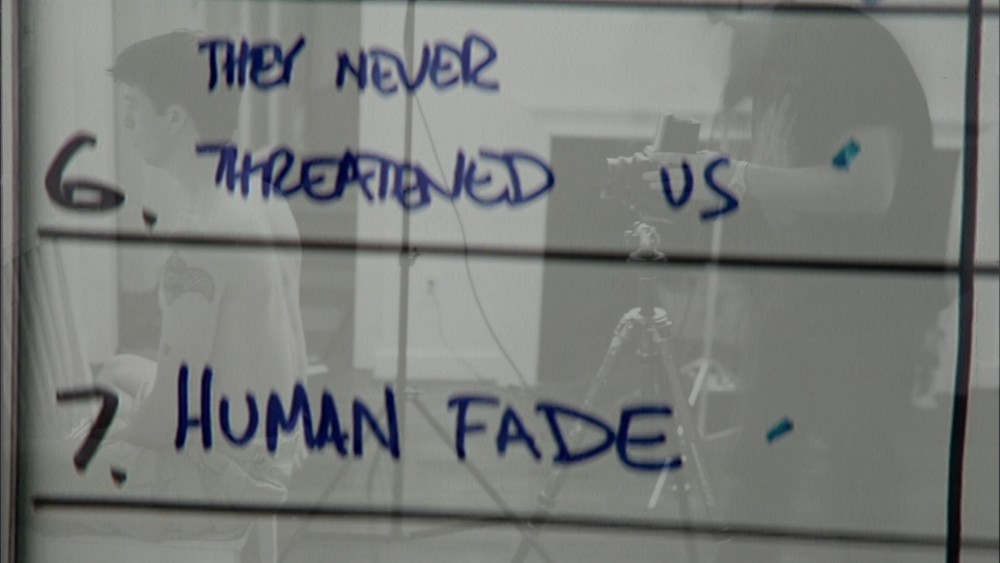 THEY NEVER
6. THREATENED US
7. HUMAN FADE